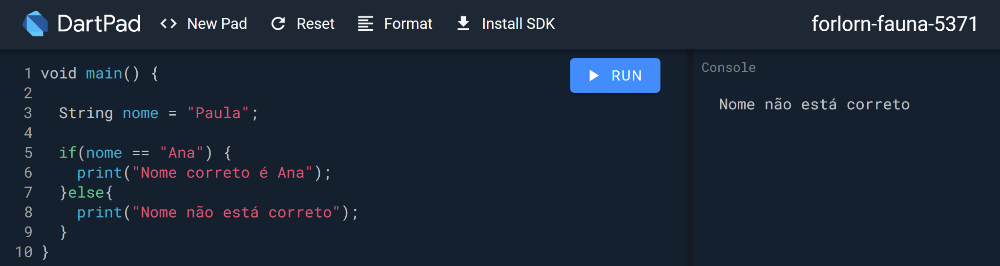 DartPad <> New Pad Reset Format Install SDK forlorn-fauna-5371
1 void main() {
2
3 String nome = "Paula";
4
5 if(nome == "Ana") {
6 print("Nome correto é Ana");
7 }else{
8 print("Nome não está correto");
9 }
10 }
RUN
Console
Nome não está correto